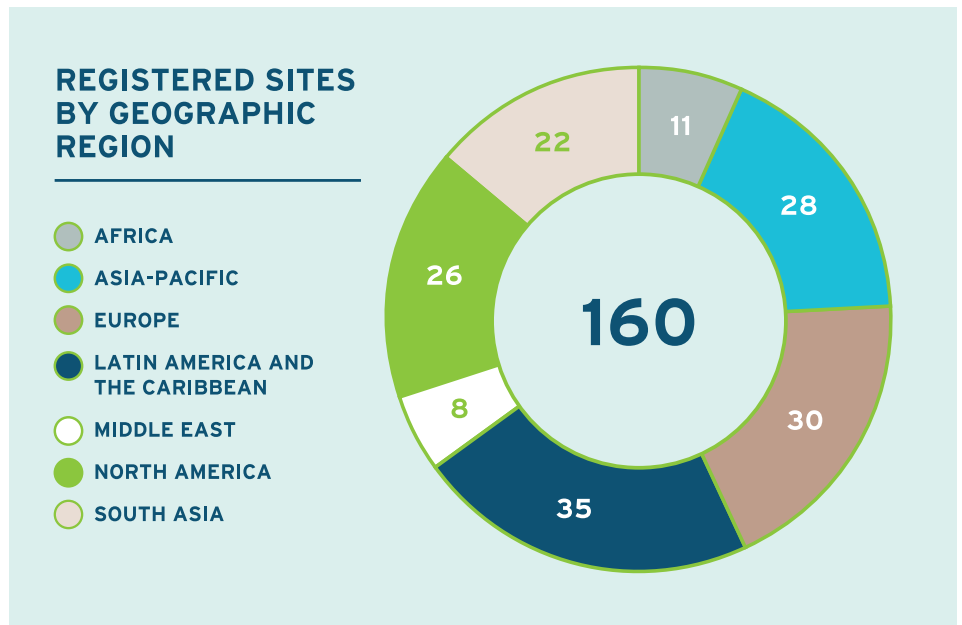 REGISTERED SITES
BY GEOGRAPHIC
REGION
AFRICA
ASIA-PACIFIC
EUROPE
LATIN AMERICA AND
THE CARIBBEAN
MIDDLE EAST
NORTH AMERICA
SOUTH ASIA
11
28
30
35
8
26
22
160